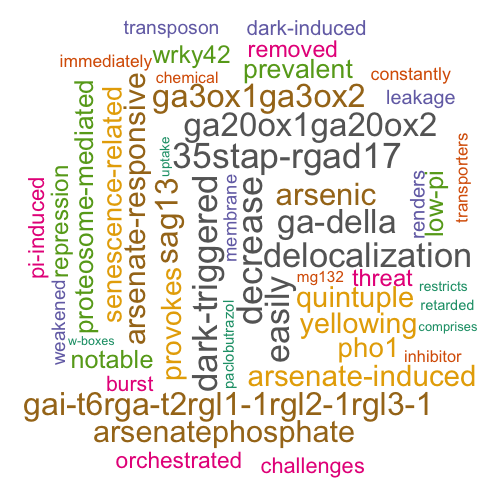 transposon dark-induced
wrky42 removed
immediately prevalent constantly
chemical
ga3ox1ga3ox2 leakage
ga20ox1ga20ox2
35stap-rgad17
pi-induced
repression
proteosome-mediated
senescence-related
arsenate-responsive
uptake
sag13
dark-triggered
membrane
decrease
arsenic
renders
low-pi
transporters
ga-della
delocalization
weakened
provokes
paclobutrazol
easily
mg132 threat restricts
quintuple retarded
yellowing comprises
w-boxes pho1
notable inhibitor
burst arsenate-induced
gai-t6rga-t2rgl1-1rgl2-1rgl3-1
arsenatephosphate
orchestrated challenges